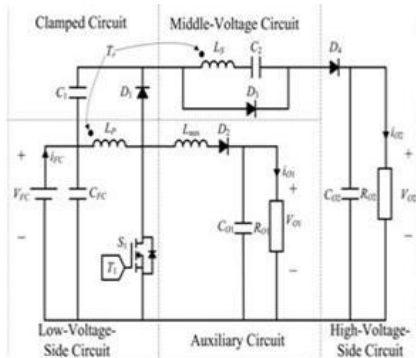 Clamped Circuit
Middle-Voltage Circuit
Tr
LS
C2
D4
C1
D1
D3
LP
Laux
D2
iFC
iO1
iO2
+
+
+
VFC
CFC
S1
T1
CO1
RO1
VO1
CO2
RO2
VO2
−
−
−
Low-Voltage-
Side Circuit
Auxiliary Circuit
High-Voltage-
Side Circuit